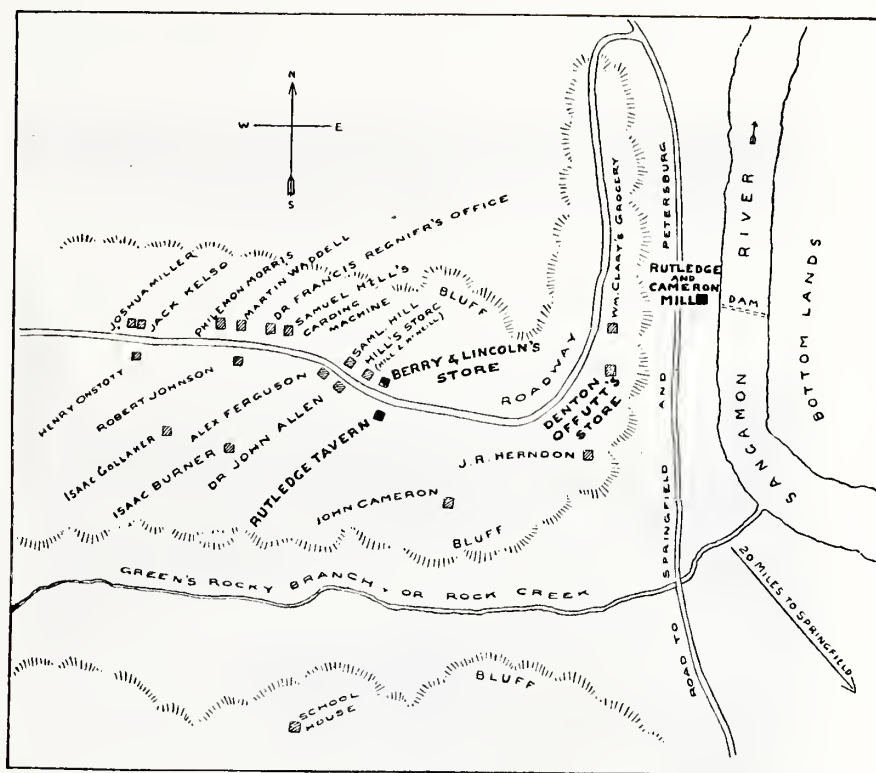 N
W E
S
JOSHUA MILLER
JACK KELSO
PHILEMON MORRIS
MARTIN WADDELL
DR FRANCIS REGNIER'S OFFICE
SAMUEL HILL'S
CARDING
MACHINE
SAML. HILL
HILL'S STORE
(HILL & McNEILL)
BERRY & LINCOLN'S
STORE
BLUFF
ROADWAY
WM. CLARY'S GROCERY
DENTON
OFFUTT'S
STORE
RUTLEDGE
AND
CAMERON
MILL
DAM
SANGAMON RIVER
BOTTOM LANDS
HENRY ONSTOTT
ROBERT JOHNSON
ISAAC GOLLAHER
ALEX FERGUSON
ISAAC BURNER
DR JOHN ALLEN
RUTLEDGE TAVERN
J.R. HERNDON
JOHN CAMERON
BLUFF
GREEN'S ROCKY BRANCH, OR ROCK CREEK
ROAD TO SPRINGFIELD AND PETERSBURG
20 MILES TO SPRINGFIELD
BLUFF
SCHOOL
HOUSE